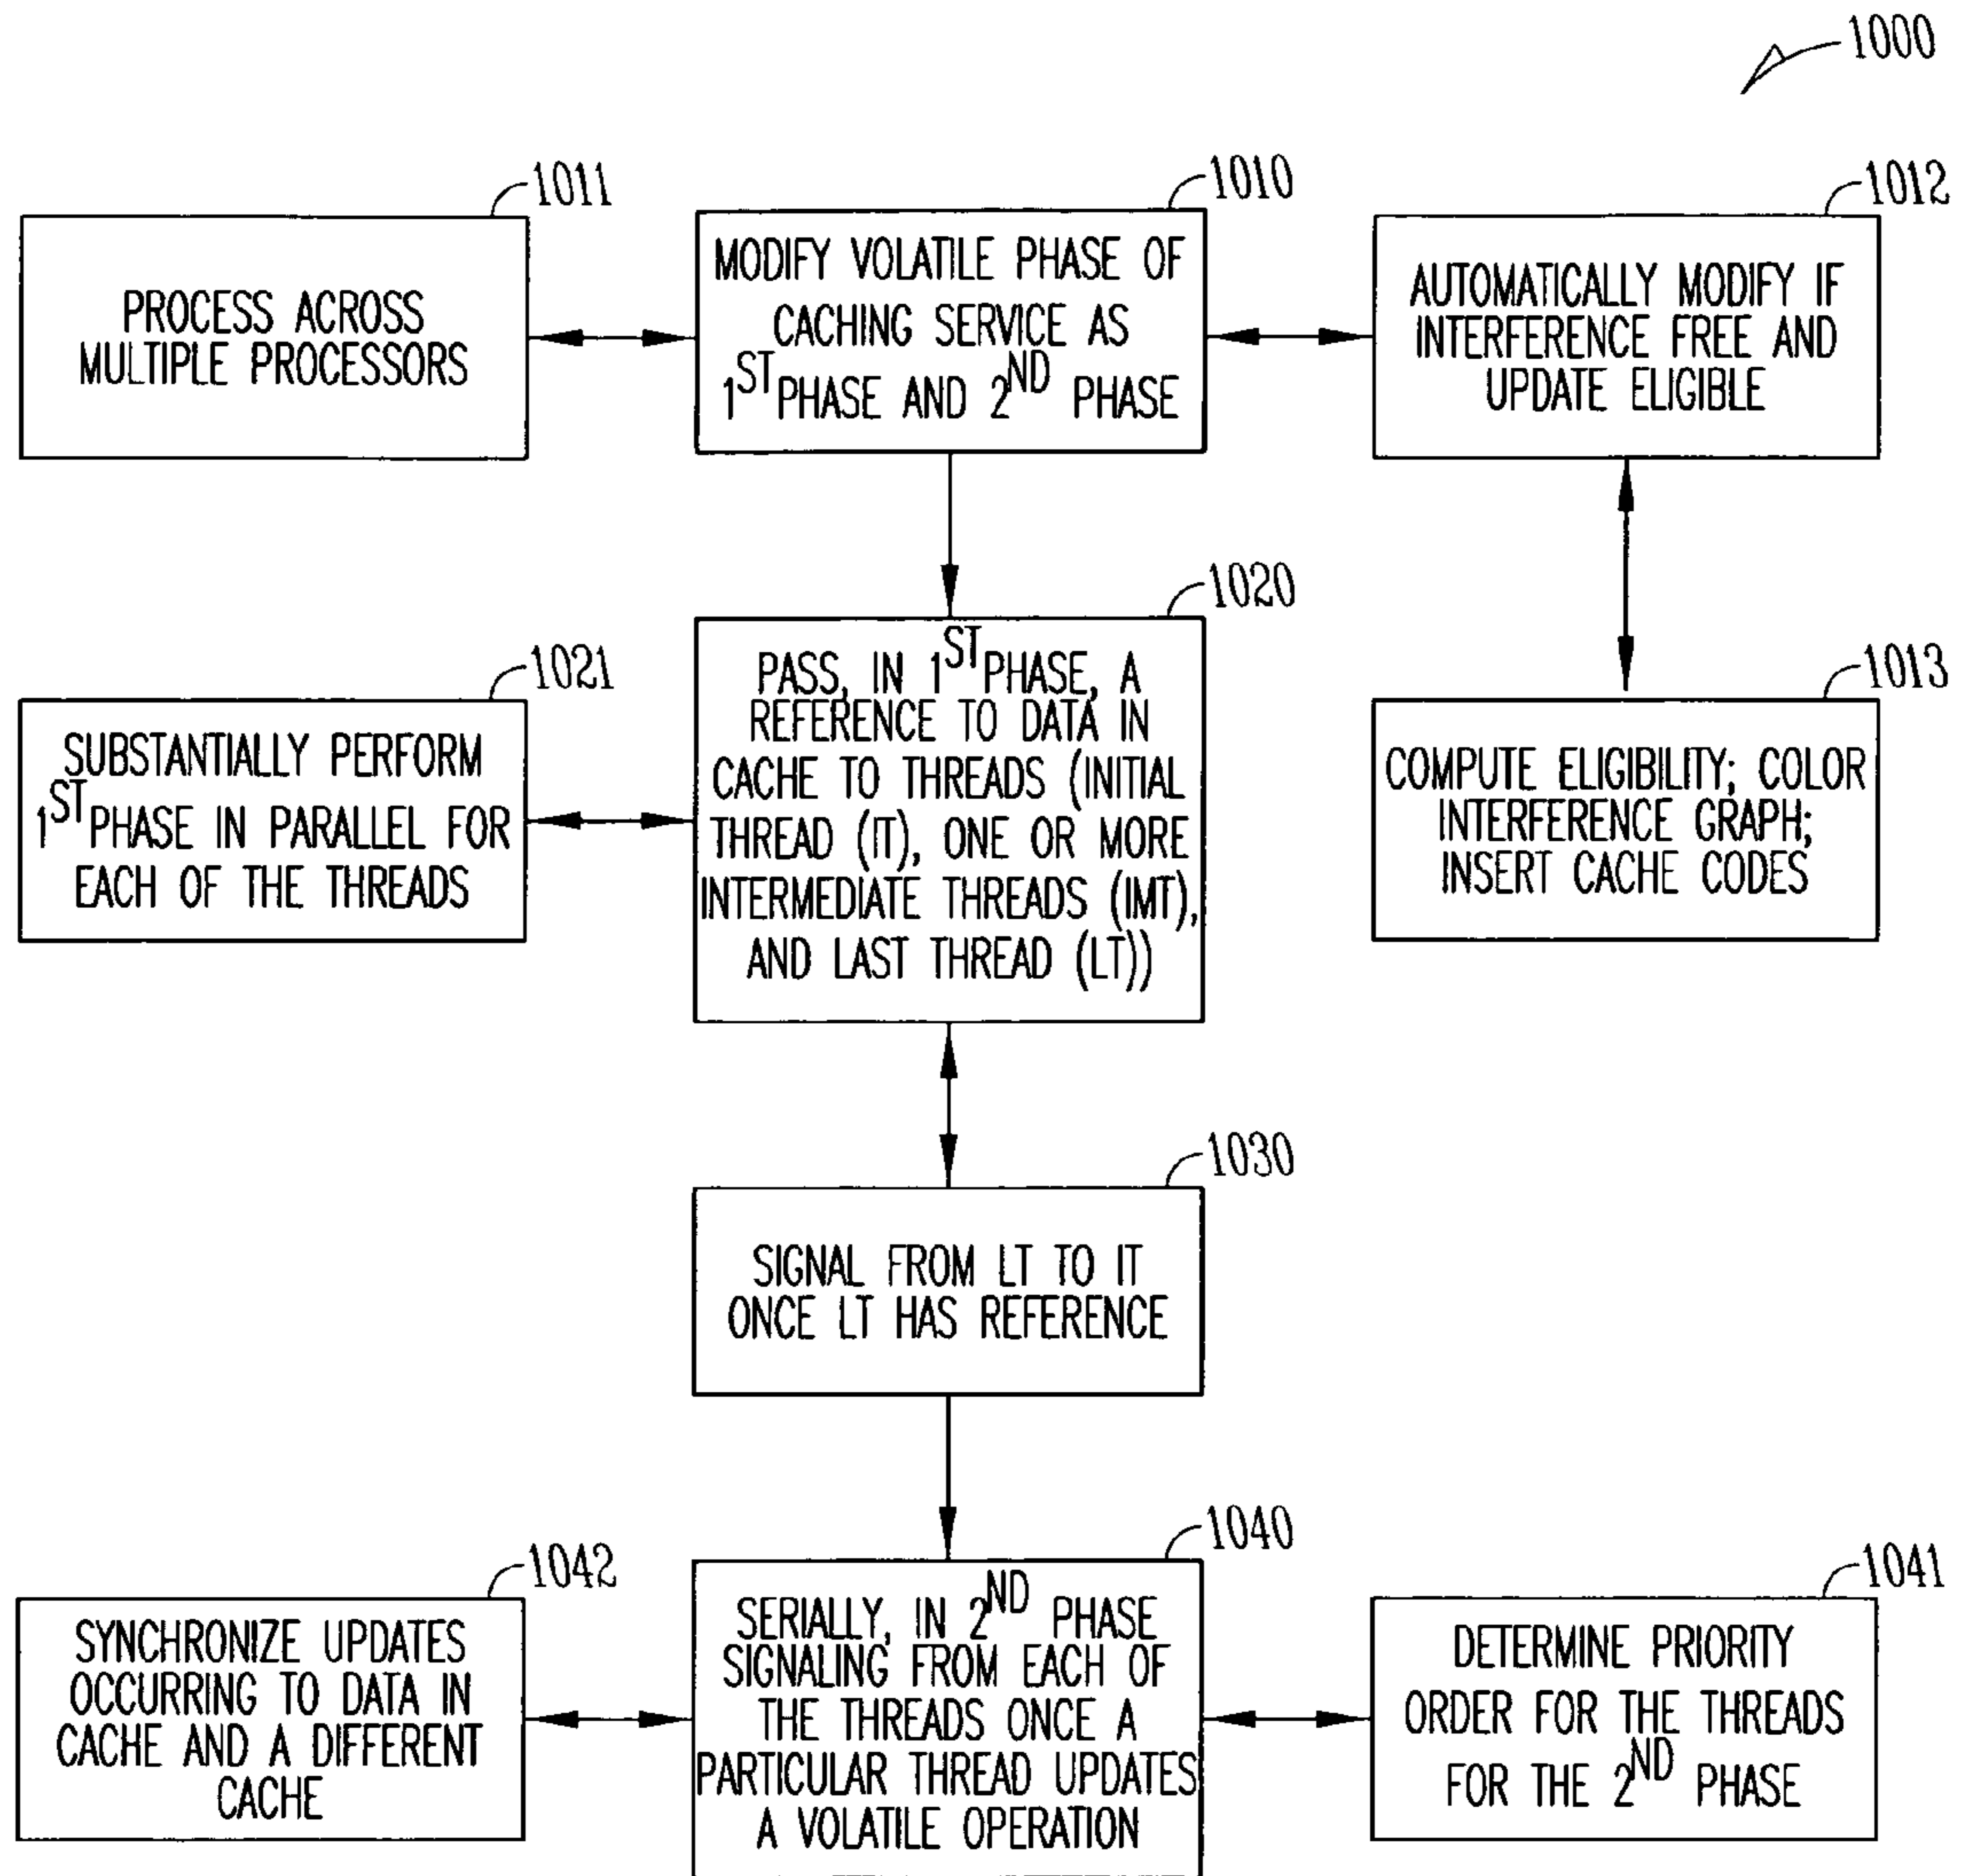 1000
1011
PROCESS ACROSS
MULTIPLE PROCESSORS
1010
MODIFY VOLATILE PHASE OF
CACHING SERVICE AS
1ST PHASE AND 2ND PHASE
1012
AUTOMATICALLY MODIFY IF
INTERFERENCE FREE AND
UPDATE ELIGIBLE
1021
SUBSTANTIALLY PERFORM
1ST PHASE IN PARALLEL FOR
EACH OF THE THREADS
1020
PASS, IN 1ST PHASE, A
REFERENCE TO DATA IN
CACHE TO THREADS (INITIAL
THREAD (IT), ONE OR MORE
INTERMEDIATE THREADS (IMT),
AND LAST THREAD (LT))
1013
COMPUTE ELIGIBILITY; COLOR
INTERFERENCE GRAPH;
INSERT CACHE CODES
1030
SIGNAL FROM LT TO IT
ONCE LT HAS REFERENCE
1042
SYNCHRONIZE UPDATES
OCCURRING TO DATA IN
CACHE AND A DIFFERENT
CACHE
1040
SERIALLY, IN 2ND PHASE
SIGNALING FROM EACH OF
THE THREADS ONCE A
PARTICULAR THREAD UPDATES
A VOLATILE OPERATION
1041
DETERMINE PRIORITY
ORDER FOR THE THREADS
FOR THE 2ND PHASE